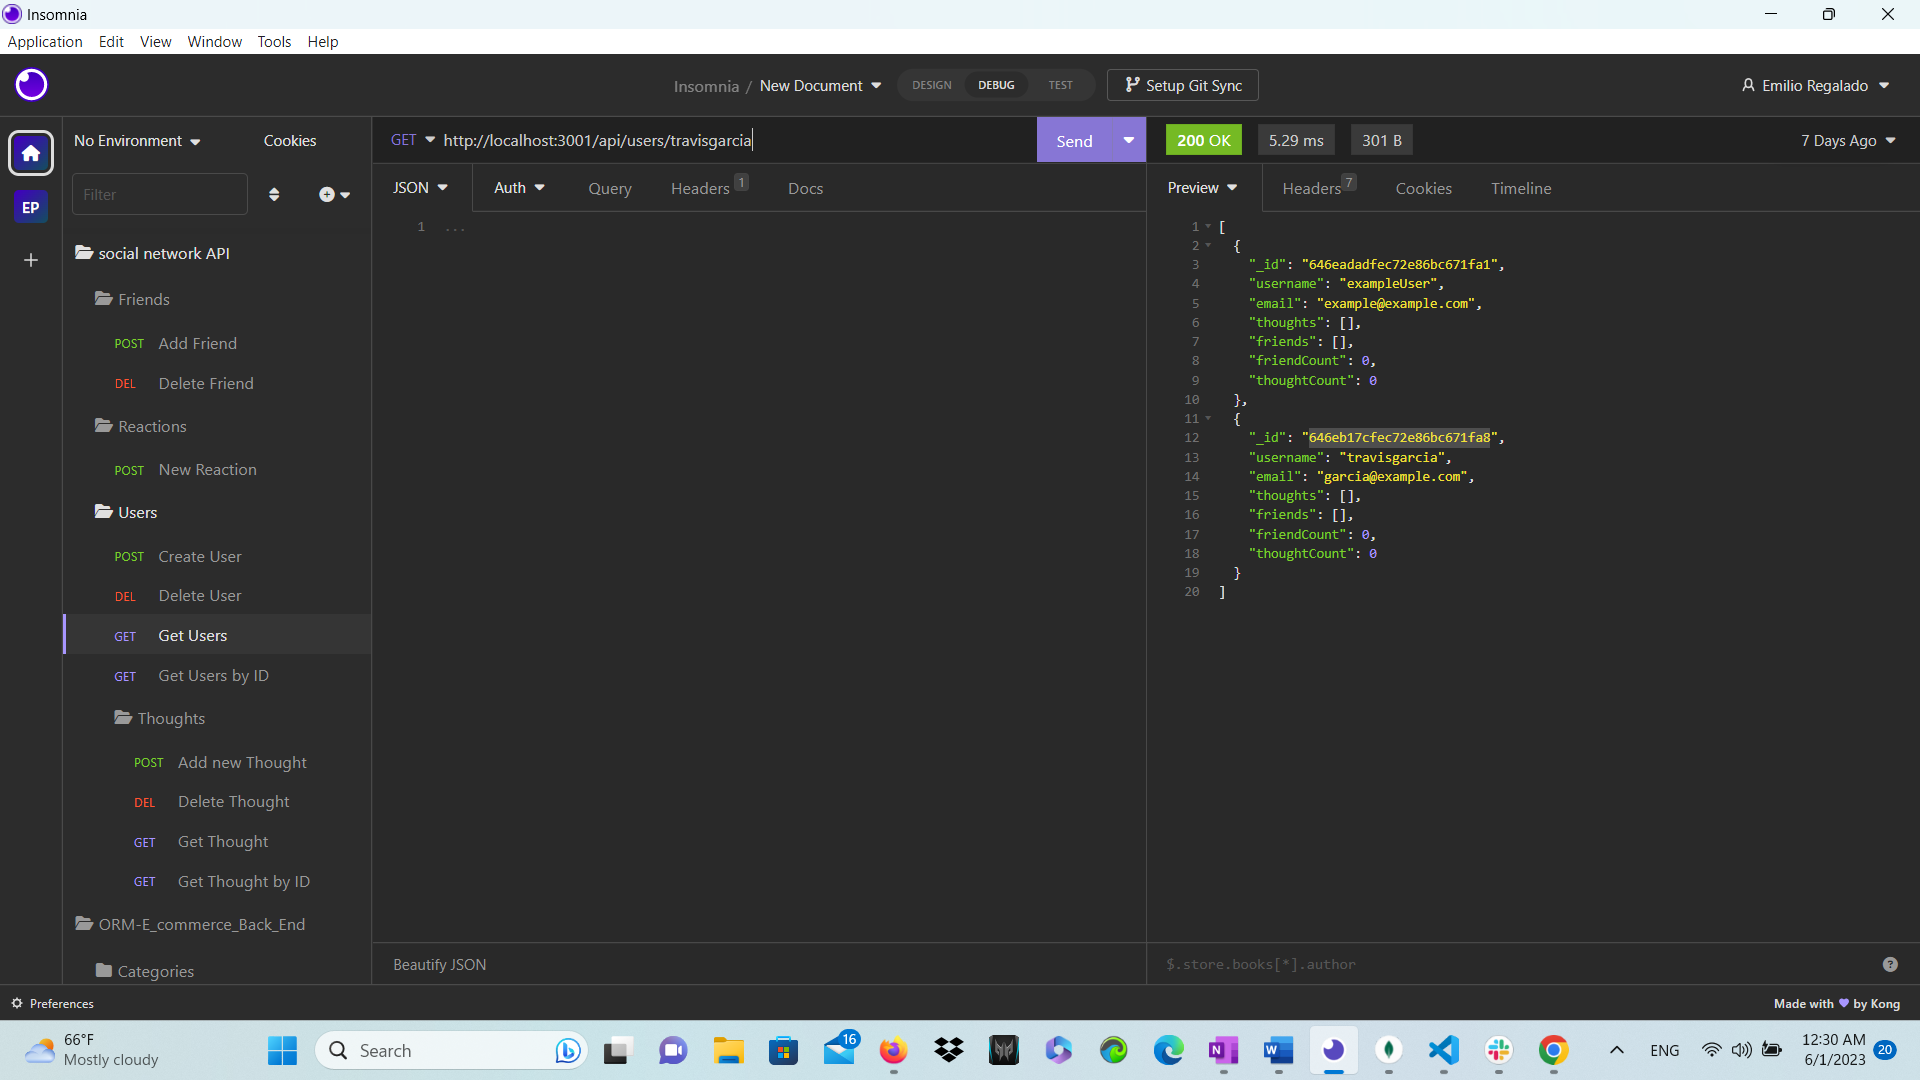 Insomnia
Application Edit View Window Tools Help
Insomnia / New Document DESIGN DEBUG TEST Setup Git Sync Emilio Regalado
No Environment Cookies
Filter
EP
social network API
Friends
POST Add Friend
DEL Delete Friend
Reactions
POST New Reaction
Users
POST Create User
DEL Delete User
GET Get Users
GET Get Users by ID
Thoughts
POST Add new Thought
DEL Delete Thought
GET Get Thought
GET Get Thought by ID
ORM-E_commerce_Back_End
Categories
GET http://localhost:3001/api/users/travisgarcia Send
JSON Auth Query Headers 1 Docs
1 ...
Beautify JSON
200 OK 5.29 ms 301 B 7 Days Ago
Preview Headers 7 Cookies Timeline
1 [
2 {
3 "_id": "646eadadfec72e86bc671fa1",
4 "username": "exampleUser",
5 "email": "example@example.com",
6 "thoughts": [],
7 "friends": [],
8 "friendCount": 0,
9 "thoughtCount": 0
10 },
11 {
12 "_id": "646eb17cfec72e86bc671fa8",
13 "username": "travisgarcia",
14 "email": "garcia@example.com",
15 "thoughts": [],
16 "friends": [],
17 "friendCount": 0,
18 "thoughtCount": 0
19 }
20 ]
$.store.books[*].author ?
Preferences Made with 💜 by Kong
66°F
Mostly cloudy
Search
16
ENG
12:30 AM
6/1/2023
20